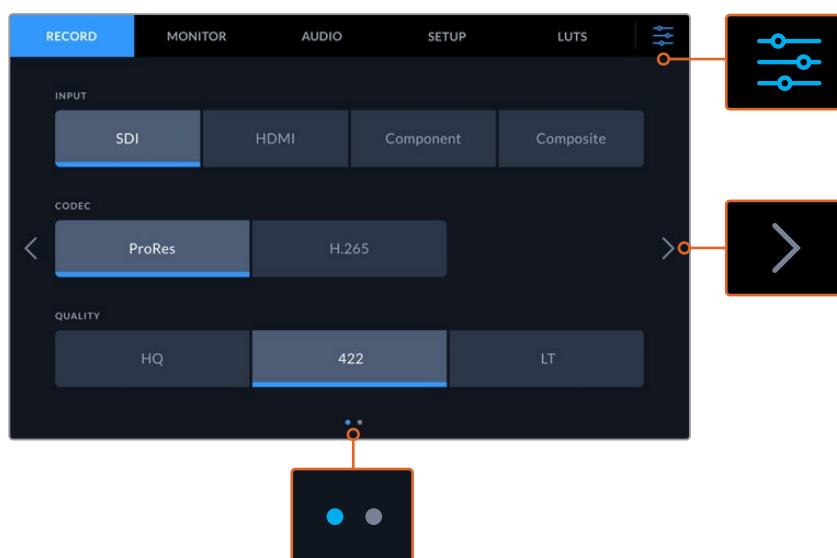 RECORD MONITOR AUDIO SETUP LUTS
INPUT
SDI HDMI Component Composite
CODEC
ProRes H.265
QUALITY
HQ 422 LT